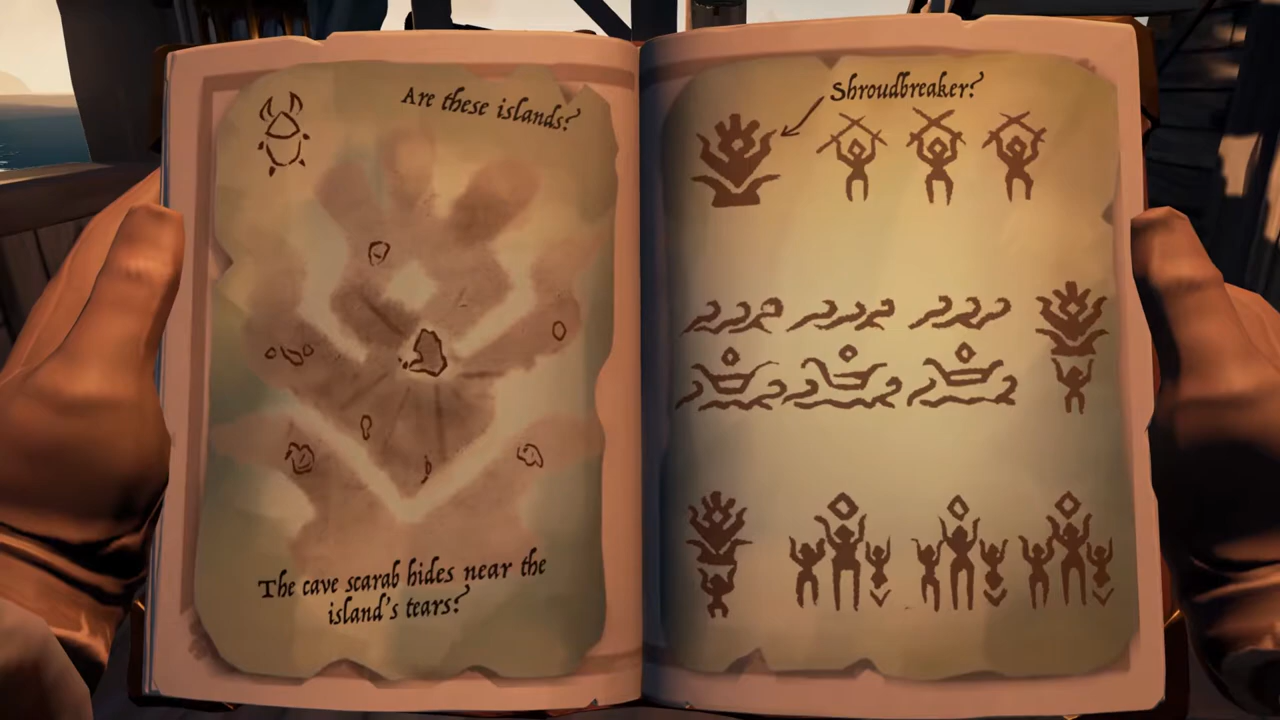 Are these islands?
The cave scarab hides near the
island's tears?
Shroudbreaker?